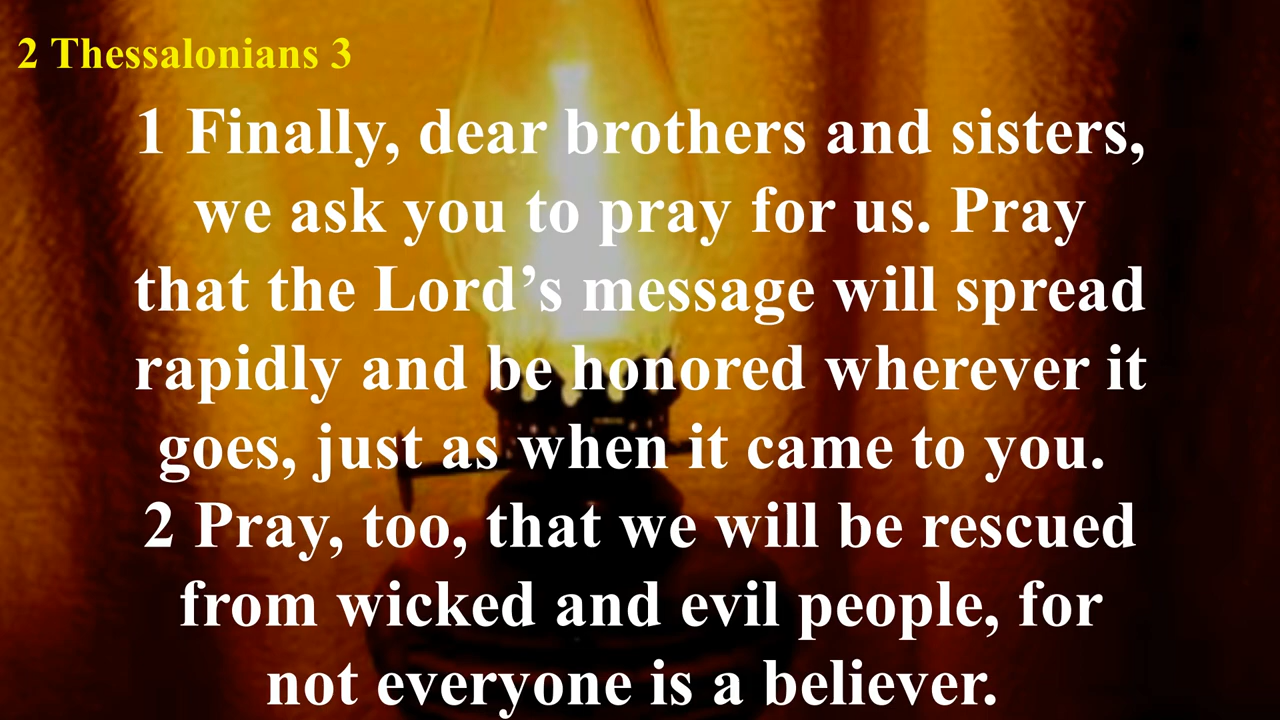 2 Thessalonians 3
1 Finally, dear brothers and sisters,
we ask you to pray for us. Pray
that the Lord’s message will spread
rapidly and be honored wherever it
goes, just as when it came to you.
2 Pray, too, that we will be rescued
from wicked and evil people, for
not everyone is a believer.